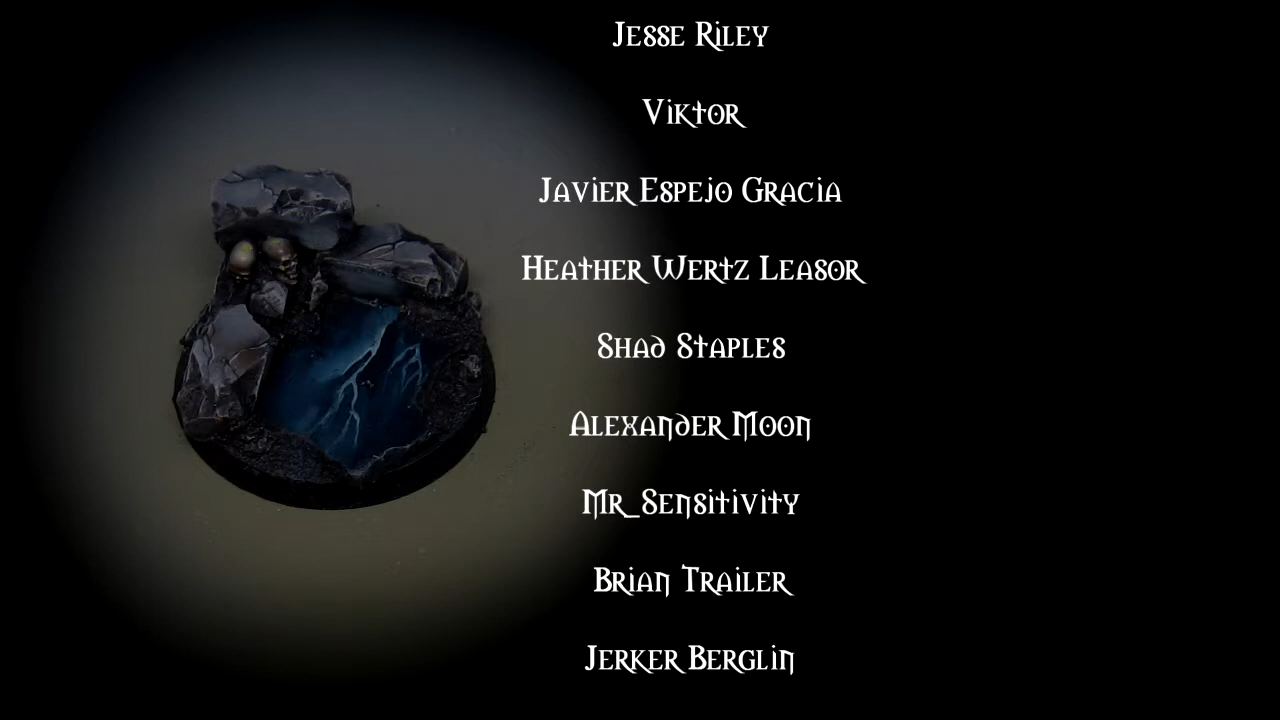 Jesse Riley
Viktor
Javier Espejo Gracia
Heather Wertz Leasor
Shad Staples
Alexander Moon
Mr_Sensitivity
Brian Trailer
Jerker Berglin